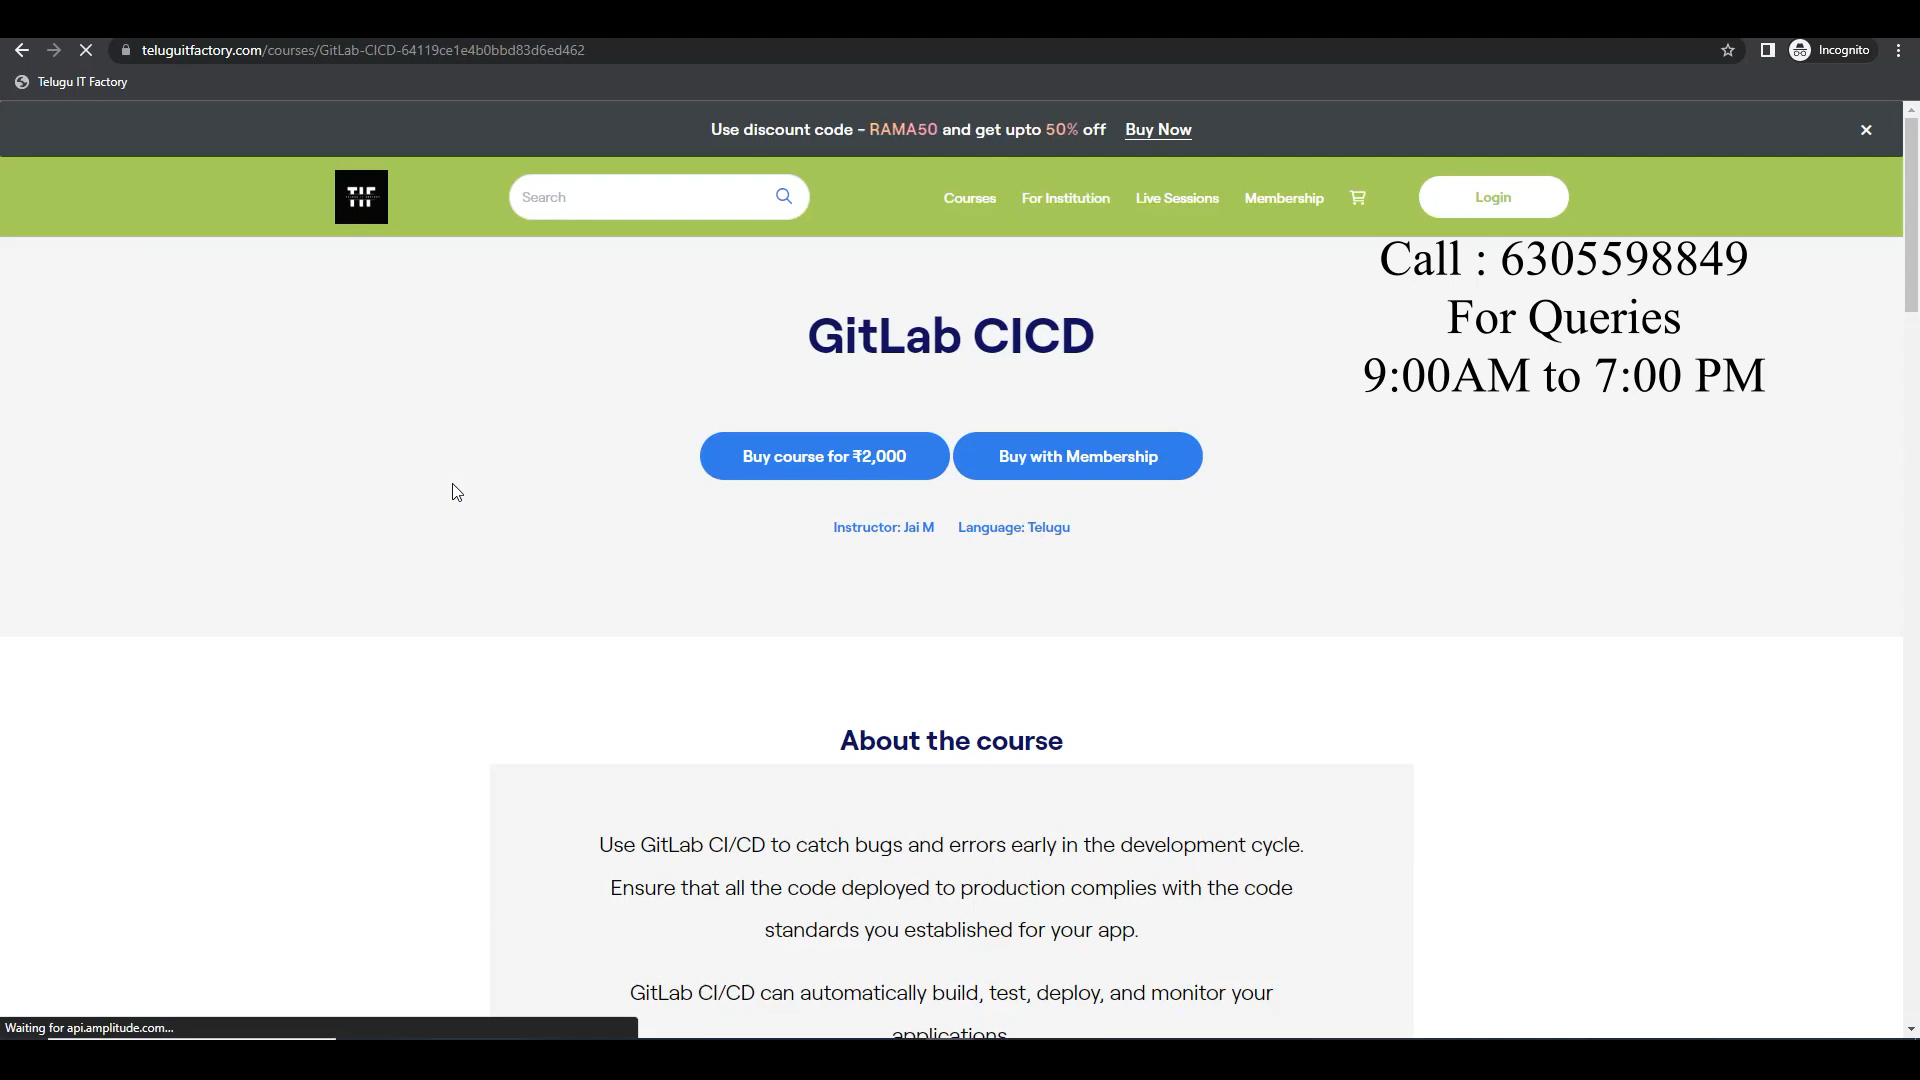 teluguitfactory.com/courses/GitLab-CICD-64119ce1e4b0bbd83d6ed462
Incognito
Telugu IT Factory
Use discount code - RAMA50 and get upto 50% off Buy Now
Search
Courses For Institution Live Sessions Membership
Login
Call : 6305598849
For Queries
9:00AM to 7:00 PM
GitLab CICD
Buy course for ₹2,000 Buy with Membership
Instructor: Jai M Language: Telugu
About the course
Use GitLab CI/CD to catch bugs and errors early in the development cycle.
Ensure that all the code deployed to production complies with the code
standards you established for your app.
GitLab CI/CD can automatically build, test, deploy, and monitor your
applications.
Waiting for api.amplitude.com...